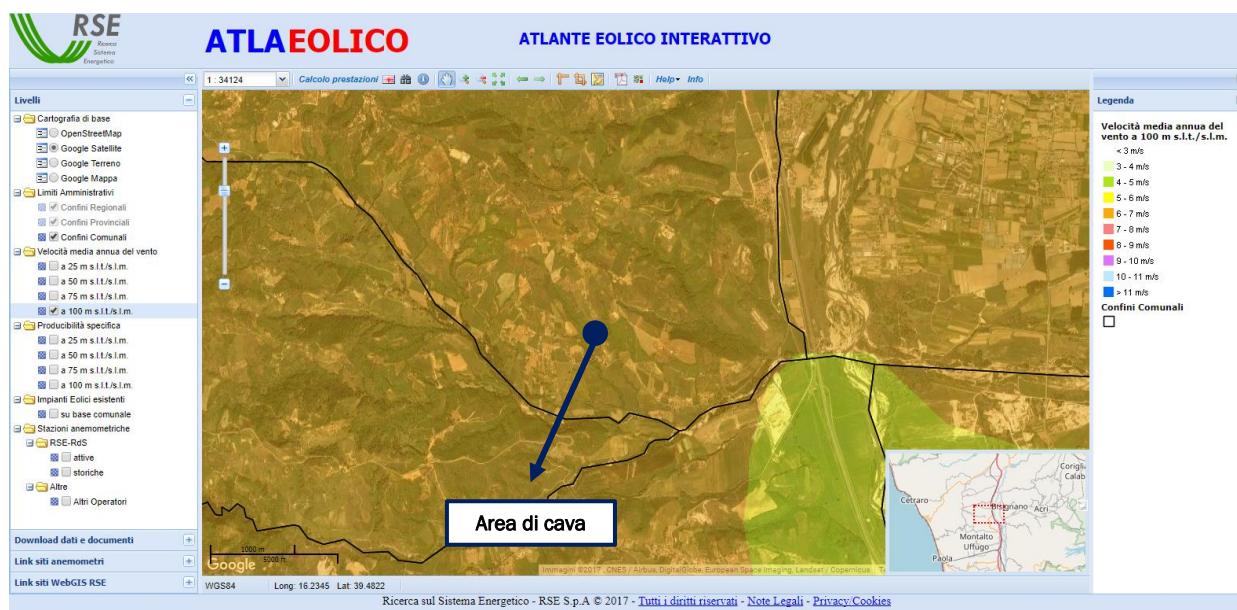 RSE
Ricerca
Sistema
Energetico
ATLAEOLICO
ATLANTE EOLICO INTERATTIVO
1 : 34124
Calcolo prestazioni
Help
Info
Livelli
Cartografia di base
OpenStreetMap
Google Satellite
Google Terreno
Google Mappa
Limiti Amministrativi
Confini Regionali
Confini Provinciali
Confini Comunali
Velocità media annua del vento
a 25 m s.l.t./s.l.m.
a 50 m s.l.t./s.l.m.
a 75 m s.l.t./s.l.m.
a 100 m s.l.t./s.l.m.
Producibilità specifica
a 25 m s.l.t./s.l.m.
a 50 m s.l.t./s.l.m.
a 75 m s.l.t./s.l.m.
a 100 m s.l.t./s.l.m.
Impianti Eolici esistenti
su base comunale
Stazioni anemometriche
RSE-RdS
attive
storiche
Altre
Altri Operatori
Download dati e documenti
Link siti anemometri
Link siti WebGIS RSE
Area di cava
1000 m
5000 ft
Google
Immagini ©2017 , CNES / Airbus, DigitalGlobe, European Space Imaging, Landsat / Copernicus
Cetraro
Bisignano
Acri
Corigli
Calab
Montalto
Uffugo
Paola
WGS84
Long: 16.2345 Lat: 39.4822
Legenda
Velocità media annua del
vento a 100 m s.l.t./s.l.m.
< 3 m/s
3 - 4 m/s
4 - 5 m/s
5 - 6 m/s
6 - 7 m/s
7 - 8 m/s
8 - 9 m/s
9 - 10 m/s
10 - 11 m/s
> 11 m/s
Confini Comunali
Ricerca sul Sistema Energetico - RSE S.p.A © 2017 - Tutti i diritti riservati - Note Legali - Privacy/Cookies